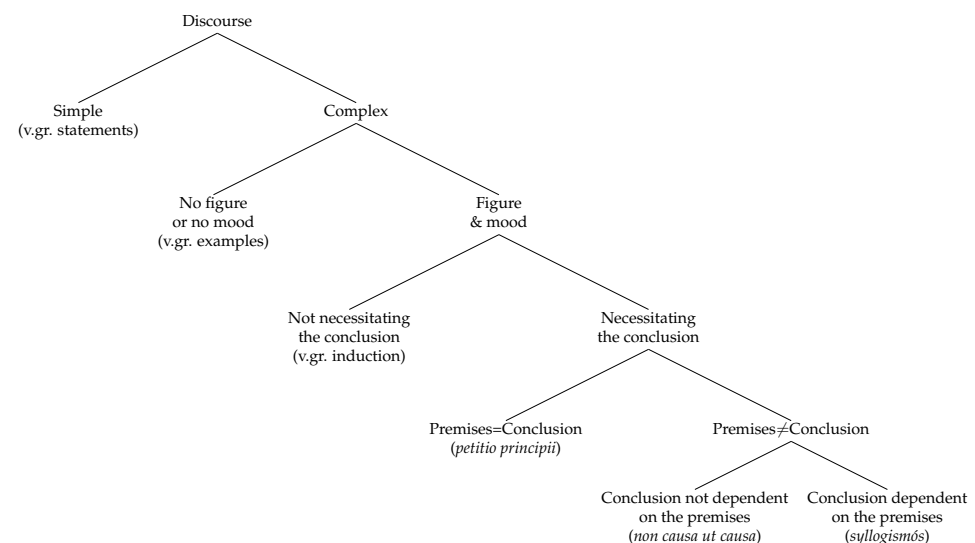 Discourse
Simple
(v.gr. statements)
Complex
No figure
or no mood
(v.gr. examples)
Figure
& mood
Not necessitating
the conclusion
(v.gr. induction)
Necessitating
the conclusion
Premises=Conclusion
(petitio principii)
Premises≠Conclusion
Conclusion not dependent
on the premises
(non causa ut causa)
Conclusion dependent
on the premises
(syllogismós)